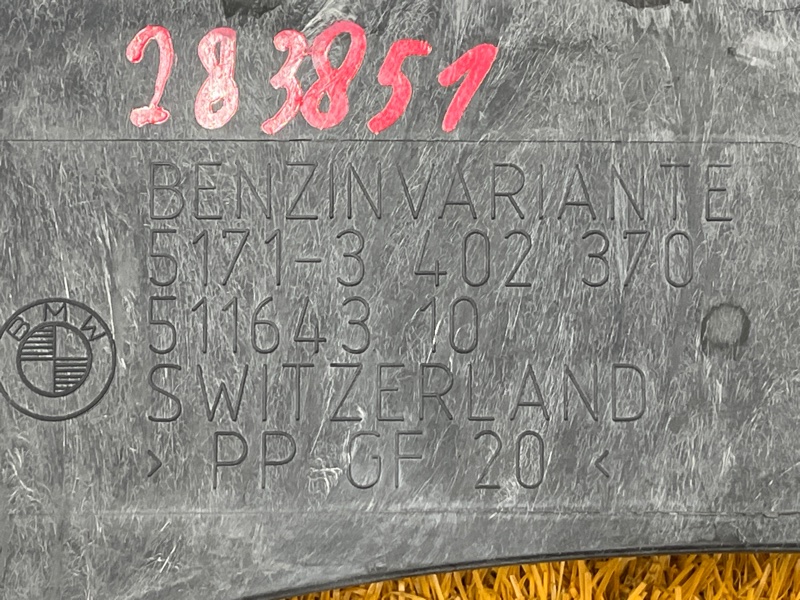 283851
BENZINVARIANTE
5171-3 402 370
511643 10
BMW
SWITZERLAND
> PP GF 20 <